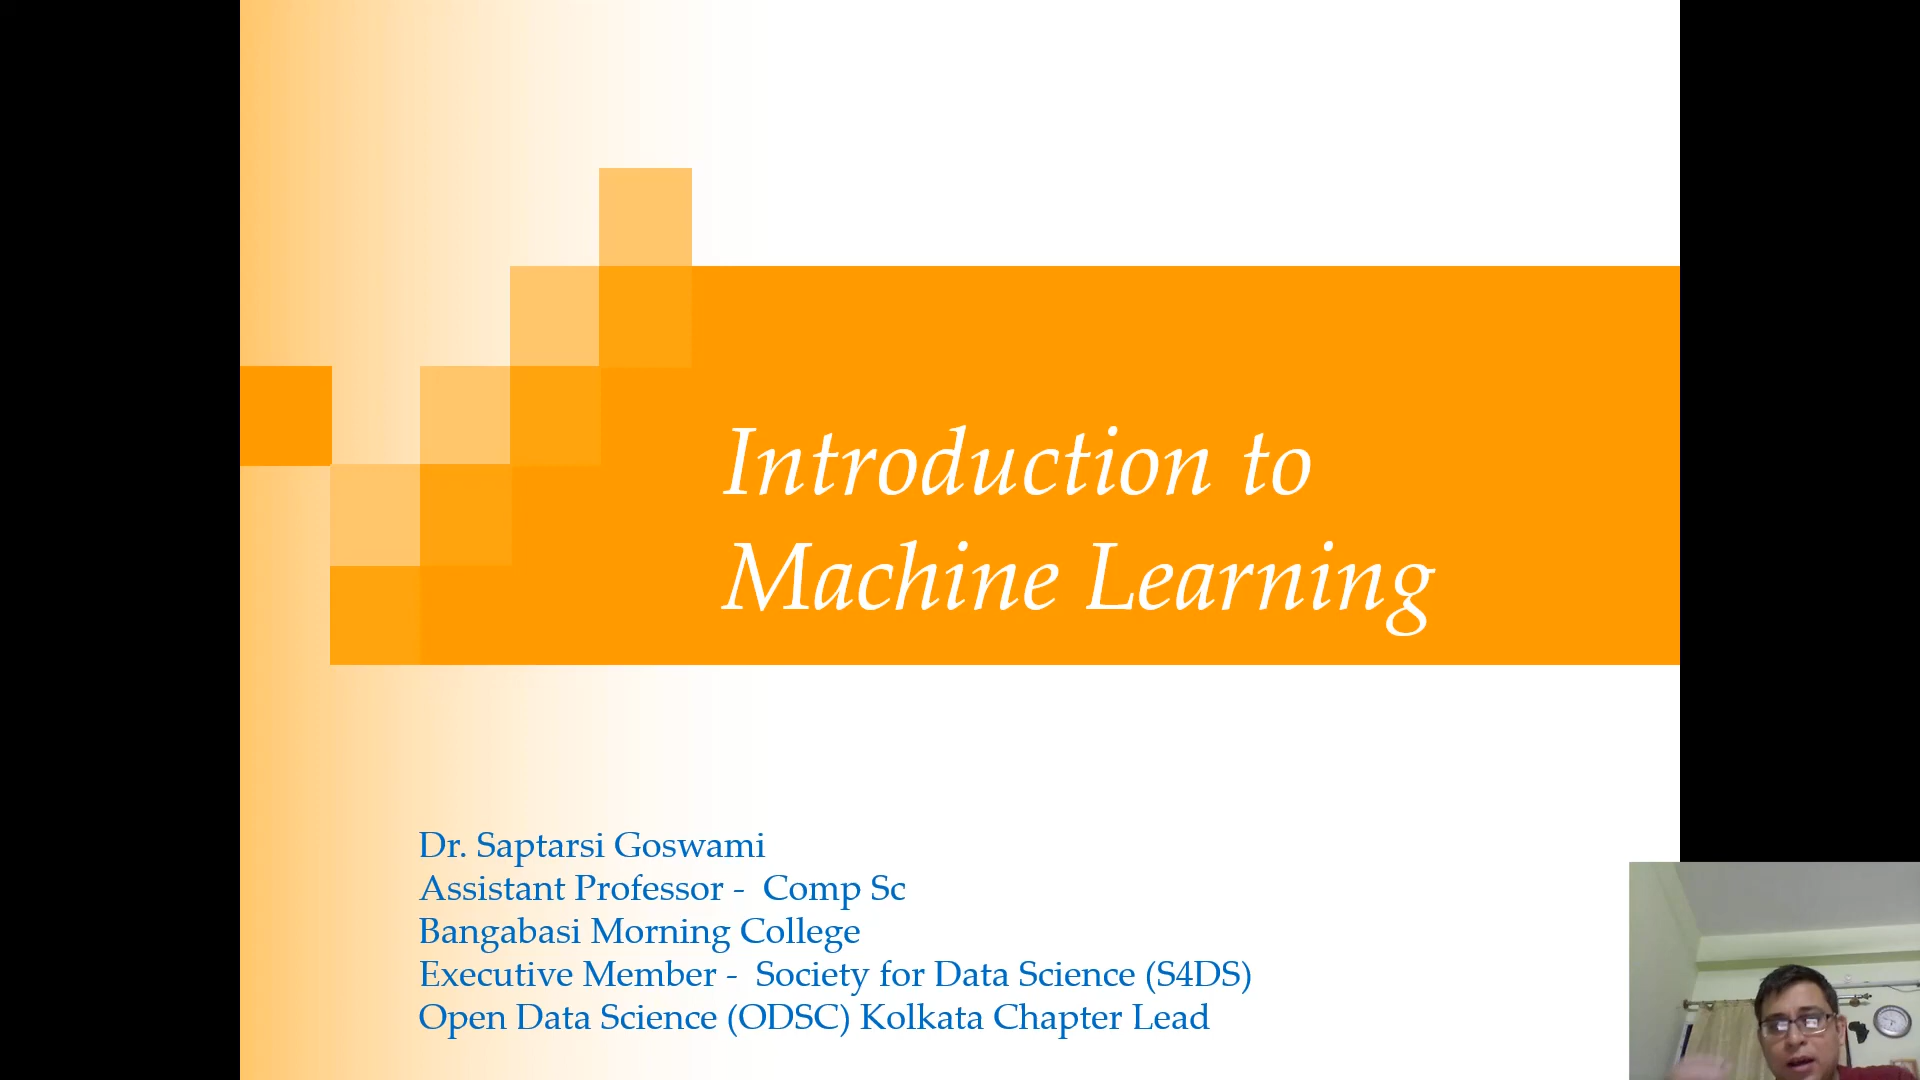 Introduction to
Machine Learning
Dr. Saptarsi Goswami
Assistant Professor -  Comp Sc
Bangabasi Morning College
Executive Member -  Society for Data Science (S4DS)
Open Data Science (ODSC) Kolkata Chapter Lead